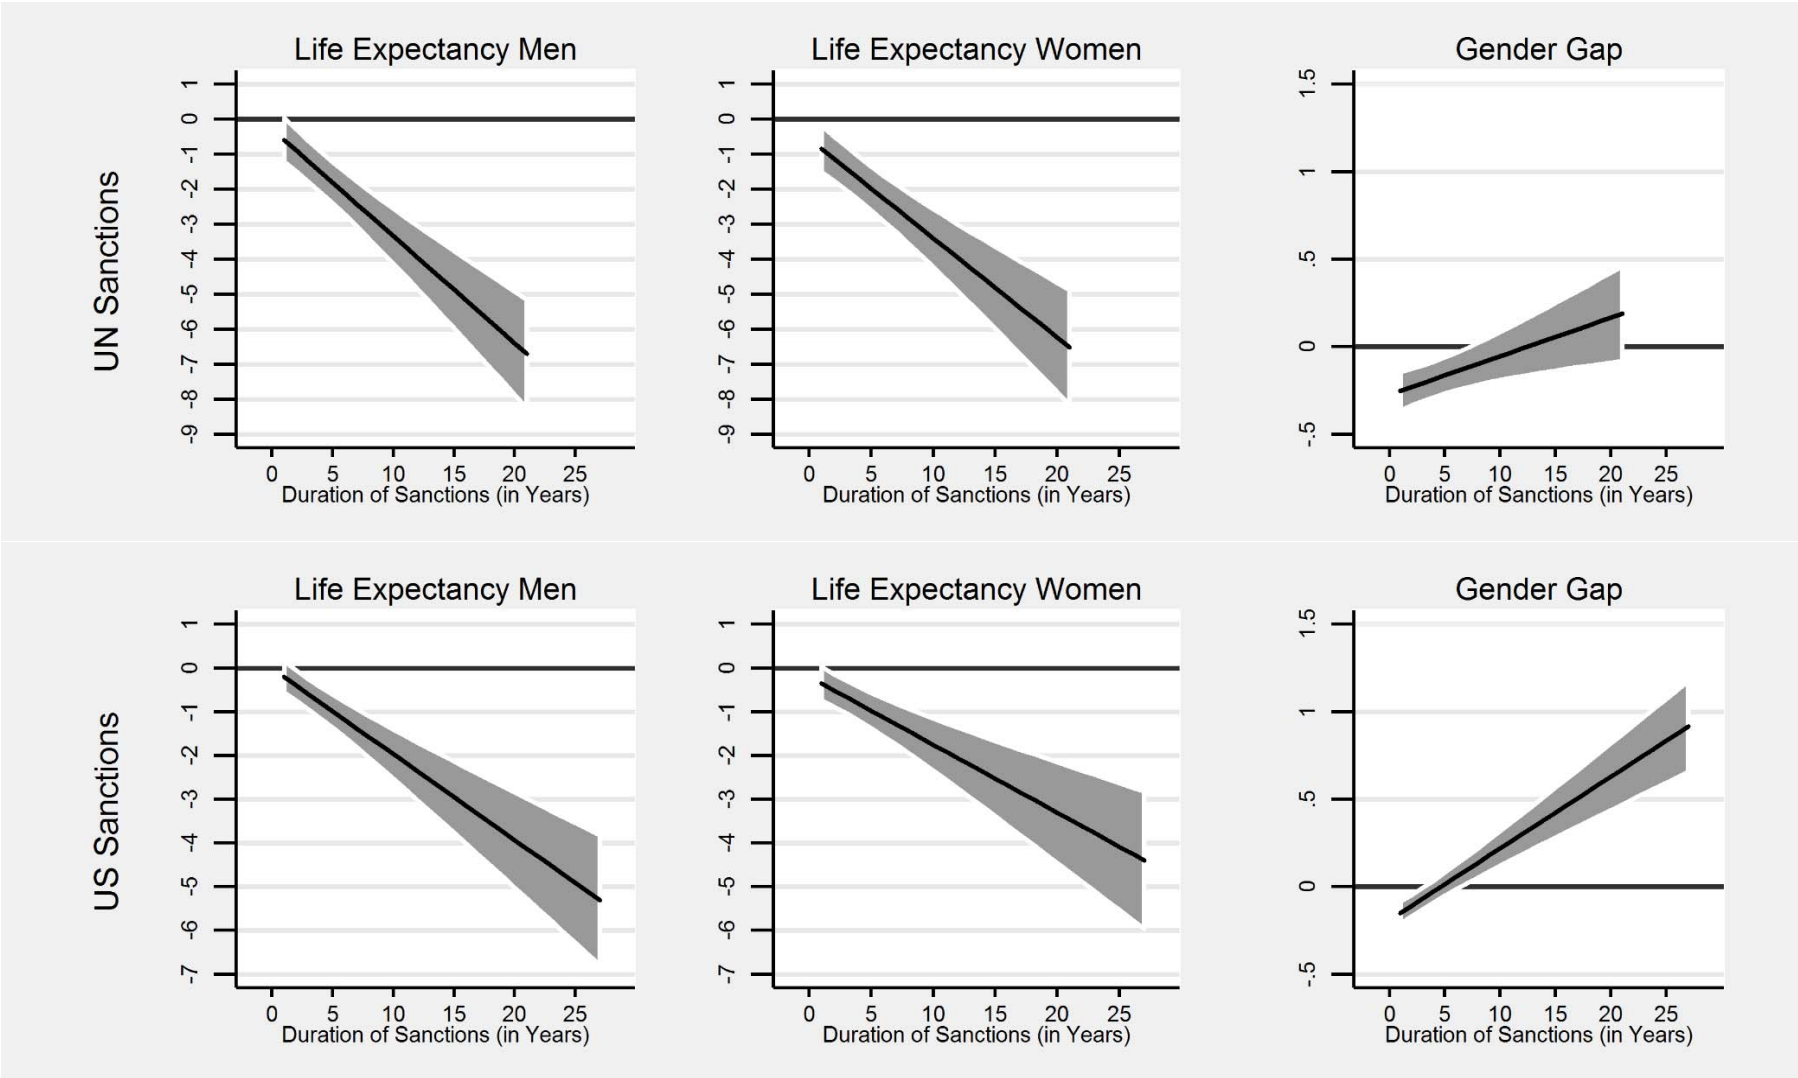 Life Expectancy Men
1
0
-1
-2
-3
-4
-5
-6
-7
-8
-9
0 5 10 15 20 25
Duration of Sanctions (in Years)
Life Expectancy Women
1
0
-1
-2
-3
-4
-5
-6
-7
-8
-9
0 5 10 15 20 25
Duration of Sanctions (in Years)
Gender Gap
1.5
1
.5
0
-.5
0 5 10 15 20 25
Duration of Sanctions (in Years)
UN Sanctions
Life Expectancy Men
1
0
-1
-2
-3
-4
-5
-6
-7
0 5 10 15 20 25
Duration of Sanctions (in Years)
Life Expectancy Women
1
0
-1
-2
-3
-4
-5
-6
-7
0 5 10 15 20 25
Duration of Sanctions (in Years)
Gender Gap
1.5
1
.5
0
-.5
0 5 10 15 20 25
Duration of Sanctions (in Years)
US Sanctions